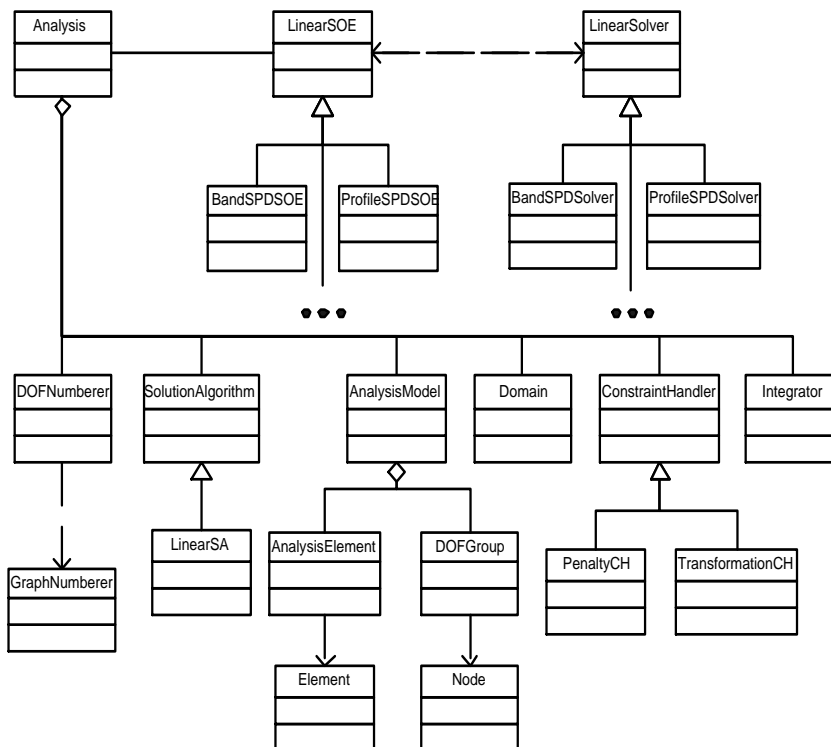 Analysis
LinearSOE
LinearSolver
BandSPDSOE
ProfileSPDSOE
BandSPDSolver
ProfileSPDSolver
DOFNumberer
SolutionAlgorithm
AnalysisModel
Domain
ConstraintHandler
Integrator
LinearSA
AnalysisElement
DOFGroup
PenaltyCH
TransformationCH
GraphNumberer
Element
Node